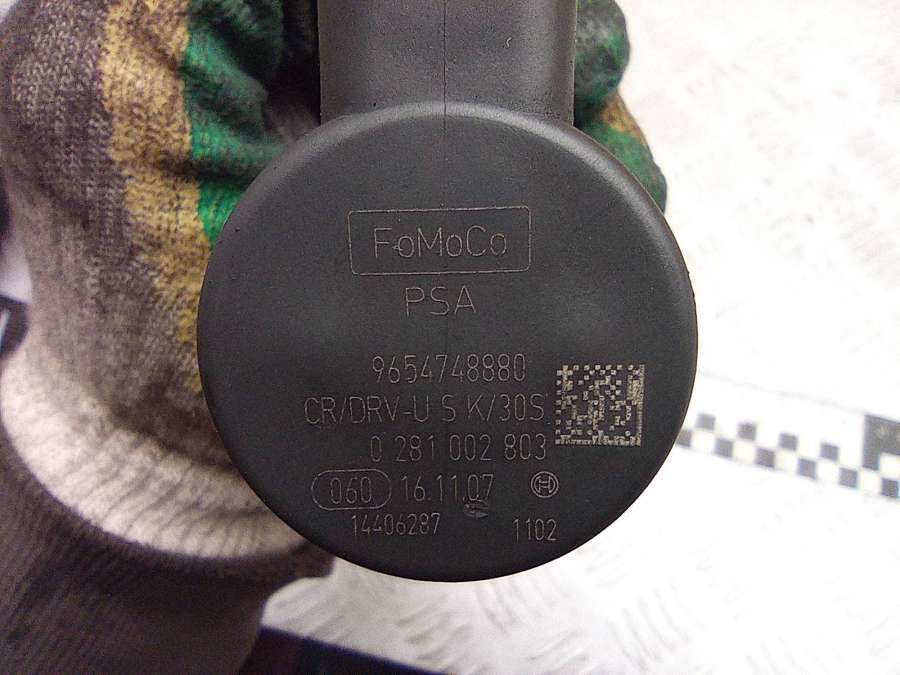 FoMoCo
PSA
9654748880
CR/DRV-U S K/30S
0 281 002 803
060 16.11.07
14406287 1102